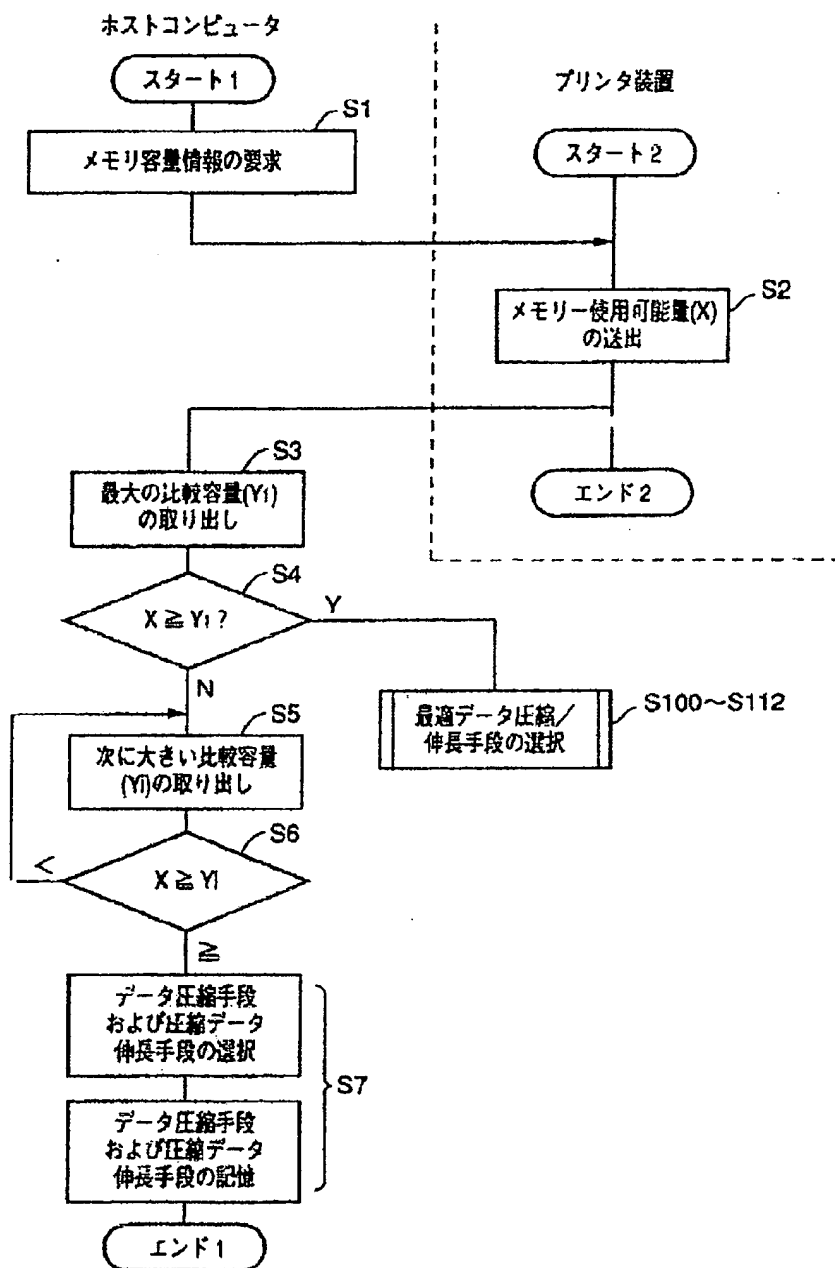 ホストコンピュータ
スタート1
S1
メモリ容量情報の要求
プリンタ装置
スタート2
S2
メモリー使用可能量(X)
の送出
エンド2
S3
最大の比較容量(Y1)
の取り出し
S4
X ≧ Y1 ?
Y
N
S100～S112
最適データ圧縮／
伸長手段の選択
S5
次に大きい比較容量
(Yi)の取り出し
S6
X ≧ Yi
＜
≧
データ圧縮手段
および圧縮データ
伸長手段の選択
S7
データ圧縮手段
および圧縮データ
伸長手段の記憶
エンド1